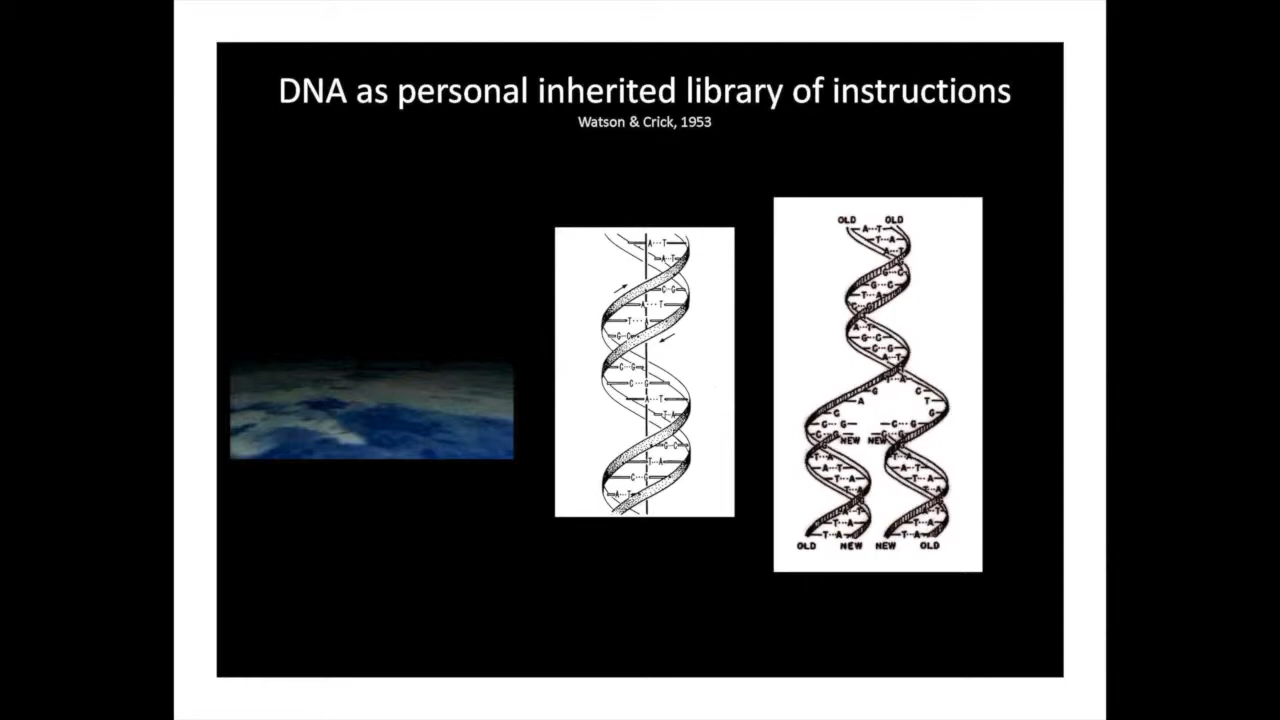 DNA as personal inherited library of instructions
Watson & Crick, 1953
OLD OLD
A T
A T
T A
A T
A T
C G
G C
A T
G C
T A
T A
C G
G C
A T
G C
G C
C G
C G
A T
C G
T A
A G C
A T T
G G
T A
C G C G
G C C G
NEW NEW
T A A T
A T A T
T A T A
T A T A
C G
A T A T
A T T A T A
T A T A
OLD NEW NEW OLD